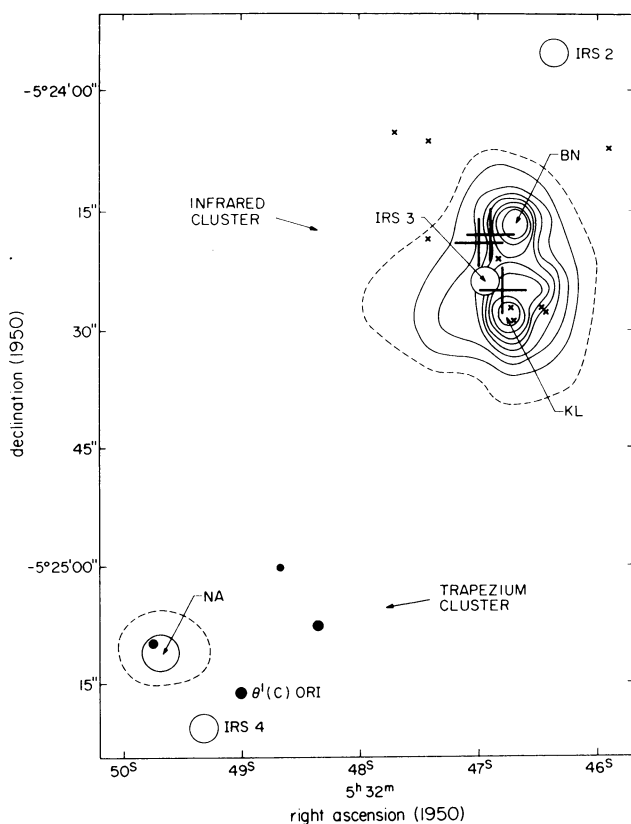 IRS 2
-5°24'00"
BN
15"
INFRARED
CLUSTER
IRS 3
30"
declination (1950)
KL
45"
-5°25'00"
NA
TRAPEZIUM
CLUSTER
15"
θ¹(C) ORI
IRS 4
50ˢ
49ˢ
48ˢ
47ˢ
46ˢ
5ʰ 32ᵐ
right ascension (1950)